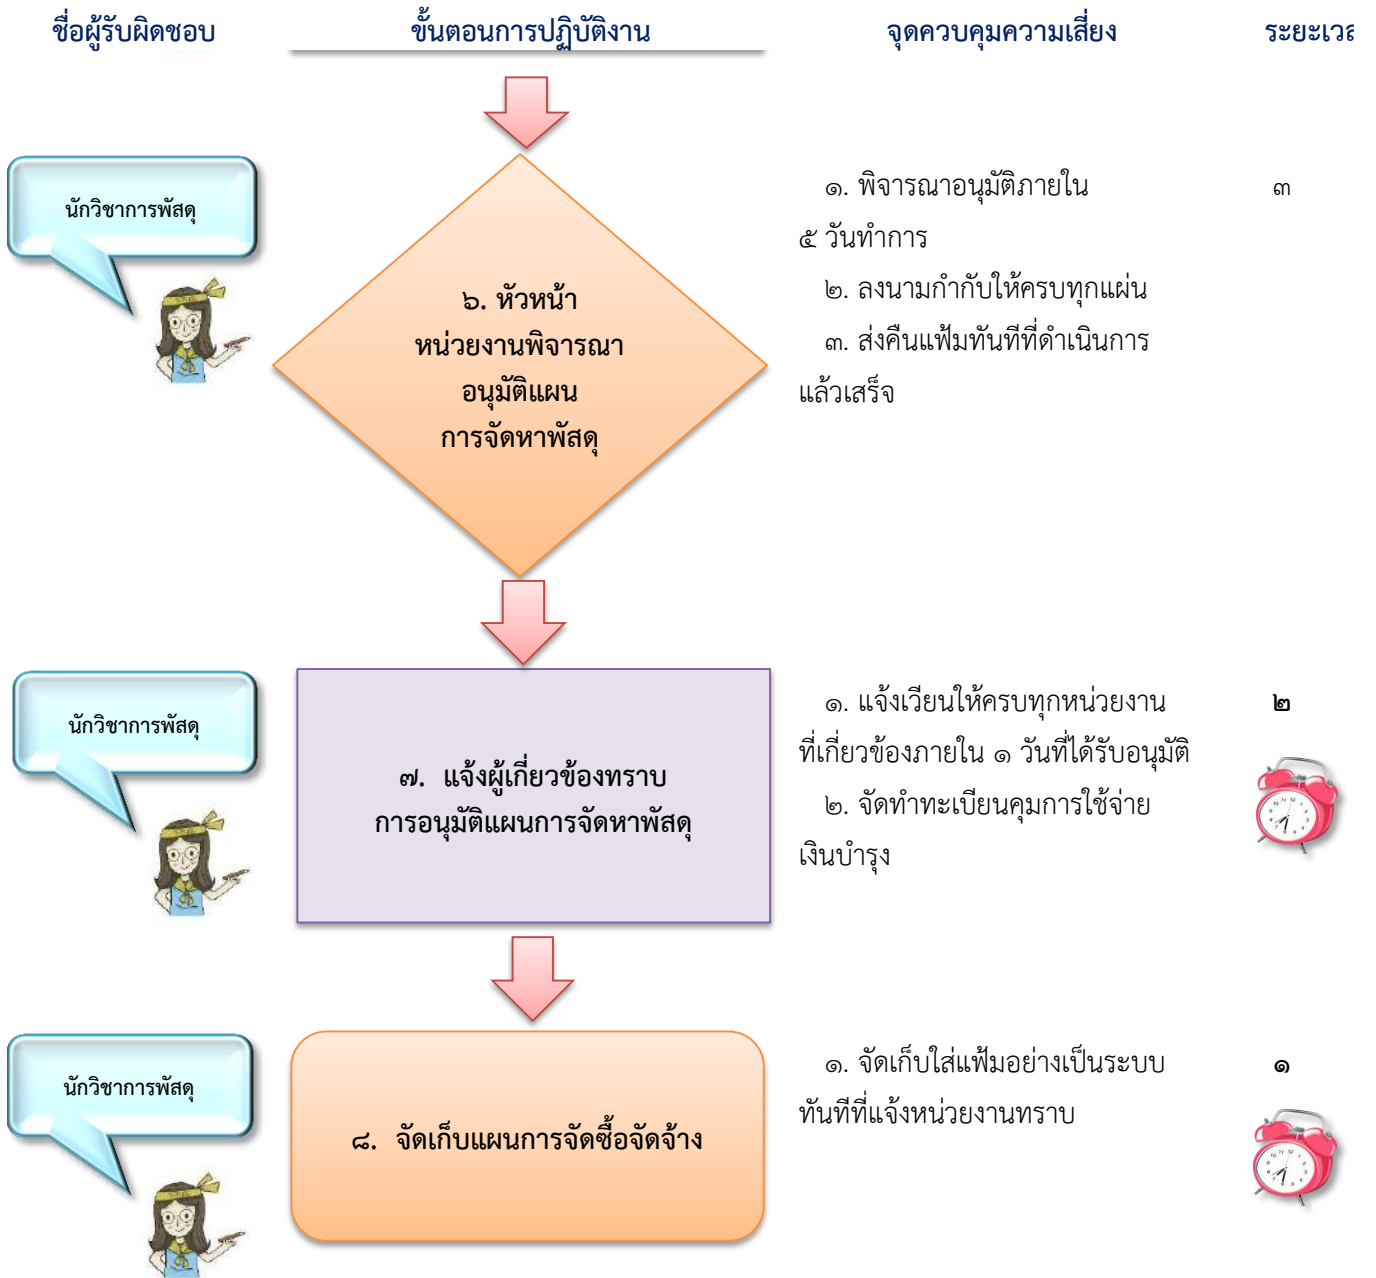 ชื่อผู้รับผิดชอบ
ขั้นตอนการปฏิบัติงาน
จุดควบคุมความเสี่ยง
ระยะเวล
นักวิชาการพัสดุ
๖. หัวหน้า
หน่วยงานพิจารณา
อนุมัติแผน
การจัดหาพัสดุ
๑. พิจารณาอนุมัติภายใน
๕ วันทำการ
๒. ลงนามกำกับให้ครบทุกแผ่น
๓. ส่งคืนแฟ้มทันทีที่ดำเนินการ
แล้วเสร็จ
๓
นักวิชาการพัสดุ
๗. แจ้งผู้เกี่ยวข้องทราบ
การอนุมัติแผนการจัดหาพัสดุ
๑. แจ้งเวียนให้ครบทุกหน่วยงาน
ที่เกี่ยวข้องภายใน ๑ วันที่ได้รับอนุมัติ
๒. จัดทำทะเบียนคุมการใช้จ่าย
เงินบำรุง
๒
นักวิชาการพัสดุ
๘. จัดเก็บแผนการจัดซื้อจัดจ้าง
๑. จัดเก็บใส่แฟ้มอย่างเป็นระบบ
ทันทีที่แจ้งหน่วยงานทราบ
๑